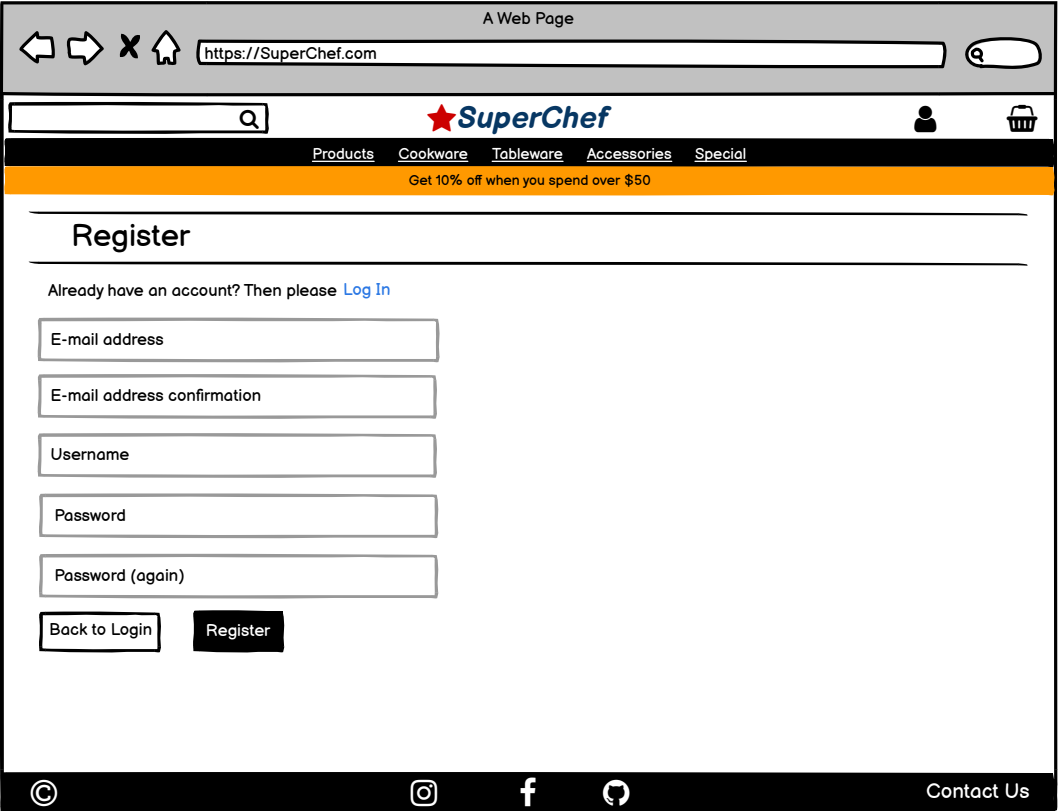 A Web Page
https://SuperChef.com
SuperChef
Products Cookware Tableware Accessories Special
Get 10% off when you spend over $50
Register
Already have an account? Then please Log In
E-mail address
E-mail address confirmation
Username
Password
Password (again)
Back to Login Register
© Contact Us